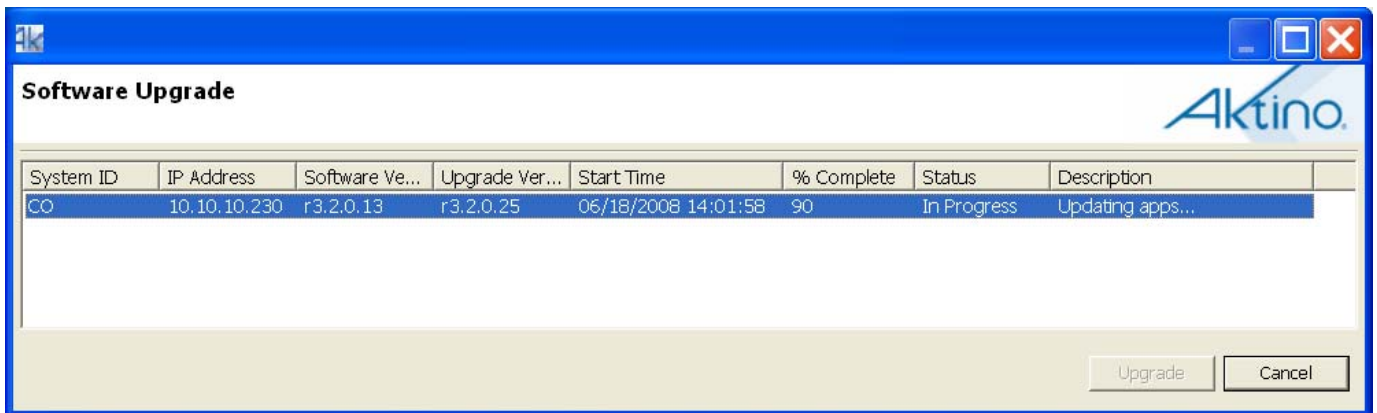 Software Upgrade
Aktino.
System ID IP Address Software Ve... Upgrade Ver... Start Time % Complete Status Description
CO 10.10.10.230 r3.2.0.13 r3.2.0.25 06/18/2008 14:01:58 90 In Progress Updating apps...
Upgrade Cancel